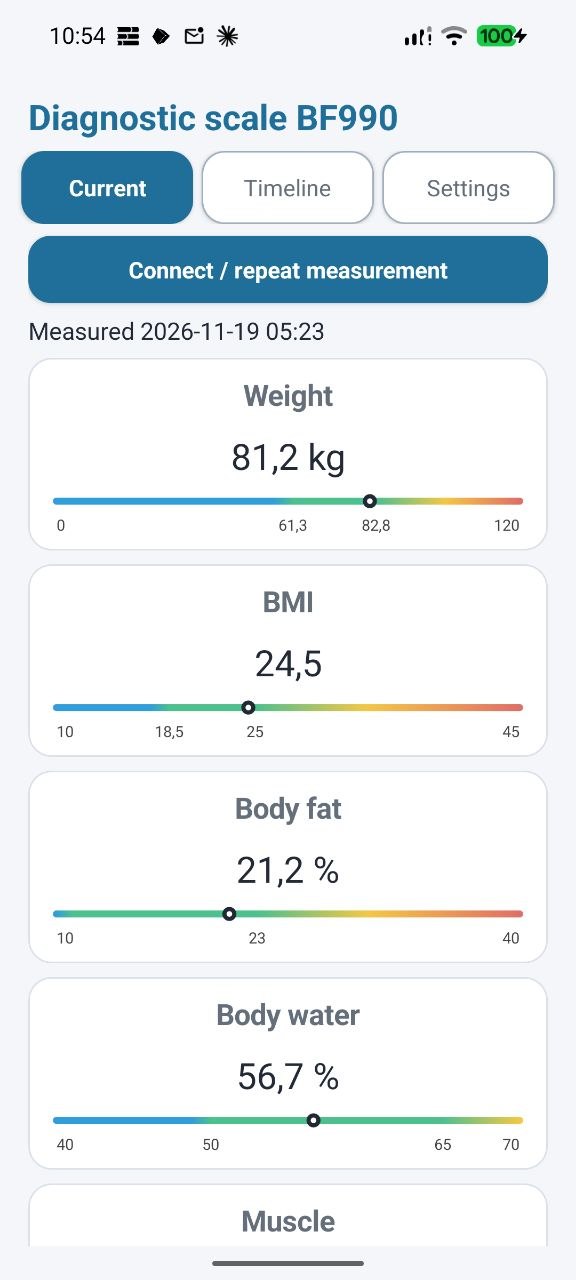 10:54
100
Diagnostic scale BF990
Current Timeline Settings
Connect / repeat measurement
Measured 2026-11-19 05:23
Weight
81,2 kg
0 61,3 82,8 120
BMI
24,5
10 18,5 25 45
Body fat
21,2 %
10 23 40
Body water
56,7 %
40 50 65 70
Muscle